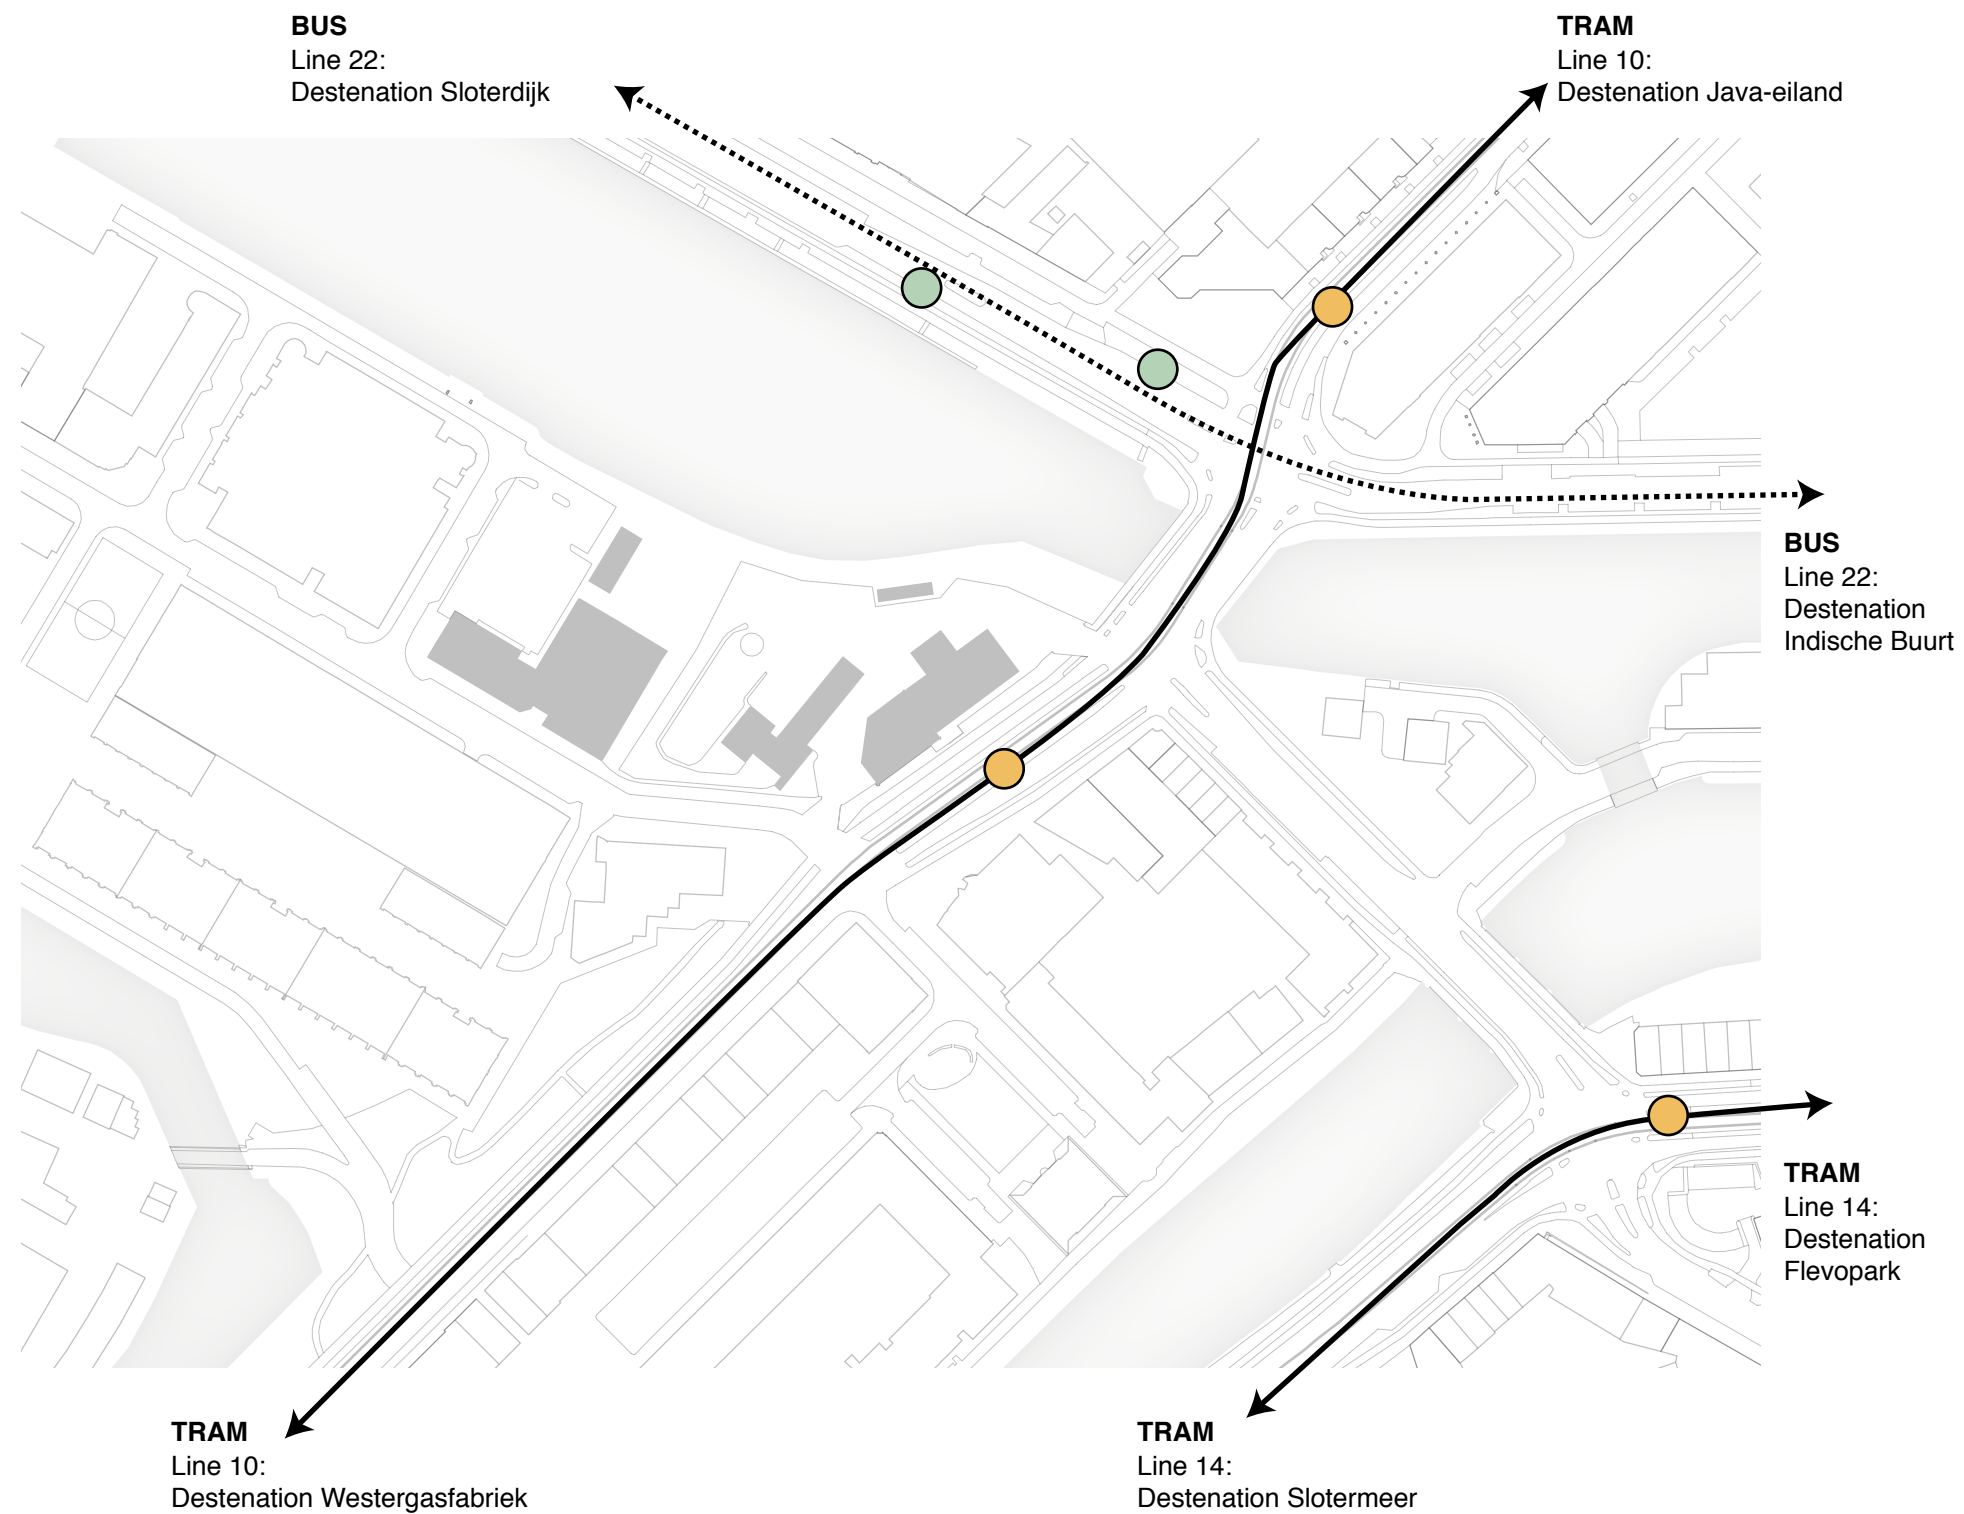 BUS
Line 22:
Destenation Sloterdijk
TRAM
Line 10:
Destenation Java-eiland
BUS
Line 22:
Destenation
Indische Buurt
TRAM
Line 14:
Destenation
Flevopark
TRAM
Line 10:
Destenation Westergasfabriek
TRAM
Line 14:
Destenation Slotermeer